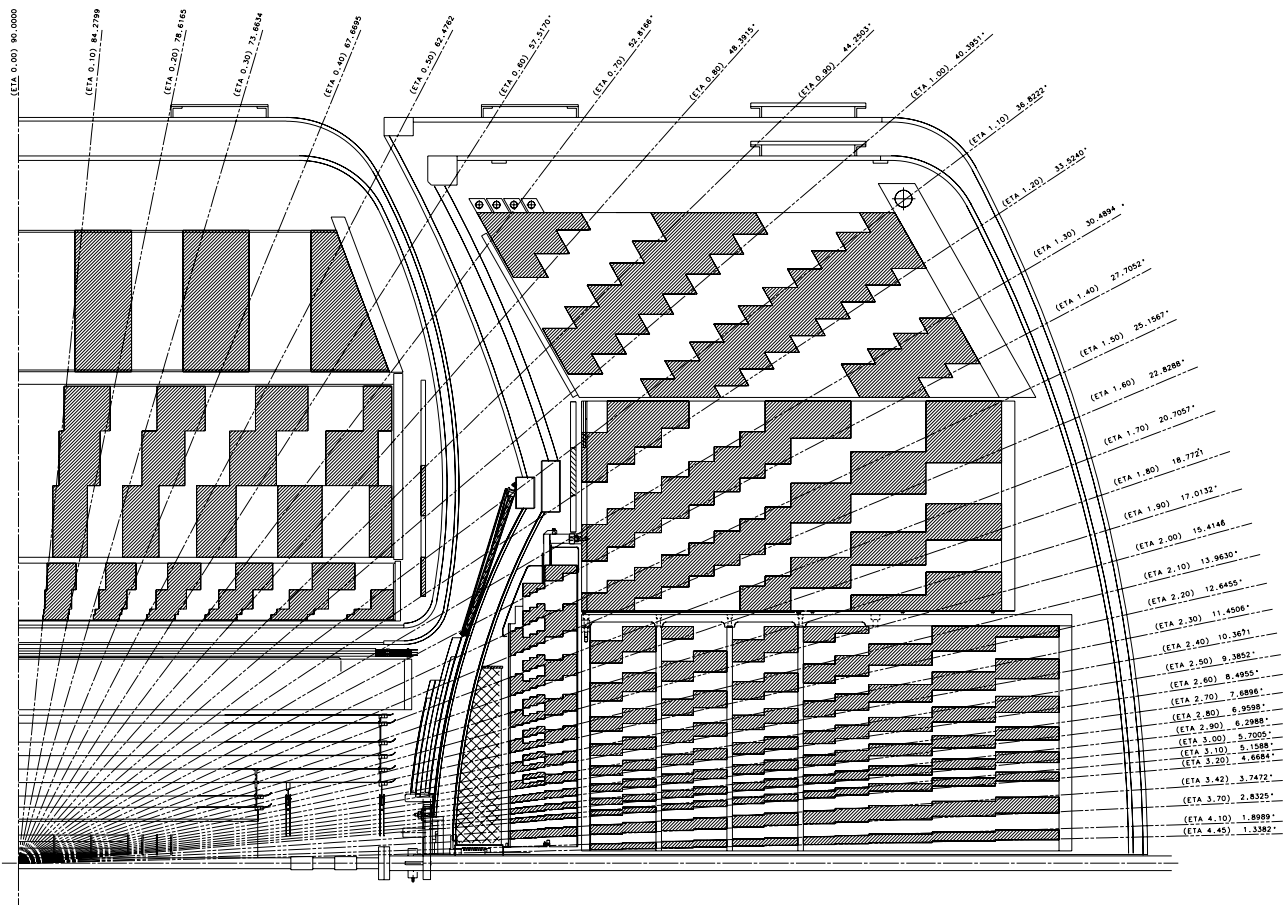 (ETA 0.00) 90.0000
(ETA 0.10) 84.2799
(ETA 0.20) 78.6165
(ETA 0.30) 73.6634
(ETA 0.40) 67.6695
(ETA 0.50) 62.4762
(ETA 0.60) 57.5170°
(ETA 0.70) 52.8166°
(ETA 0.80) 48.3915°
(ETA 0.90) 44.2503°
(ETA 1.00) 40.3951°
(ETA 1.10) 36.8222°
(ETA 1.20) 33.5240°
(ETA 1.30) 30.4894 °
(ETA 1.40) 27.7052°
(ETA 1.50) 25.1567°
(ETA 1.60) 22.8288°
(ETA 1.70) 20.7057°
(ETA 1.80) 18.7721
(ETA 1.90) 17.0132°
(ETA 2.00) 15.4146
(ETA 2.10) 13.9630°
(ETA 2.20) 12.6455°
(ETA 2.30) 11.4506°
(ETA 2.40) 10.3671
(ETA 2.50) 9.3852°
(ETA 2.60) 8.4955°
(ETA 2.70) 7.6896°
(ETA 2.80) 6.9598°
(ETA 2.90) 6.2988°
(ETA 3.00) 5.7005°
(ETA 3.10) 5.1588°
(ETA 3.20) 4.6684°
(ETA 3.42) 3.7472°
(ETA 3.70) 2.8325°
(ETA 4.10) 1.8989°
(ETA 4.45) 1.3382°